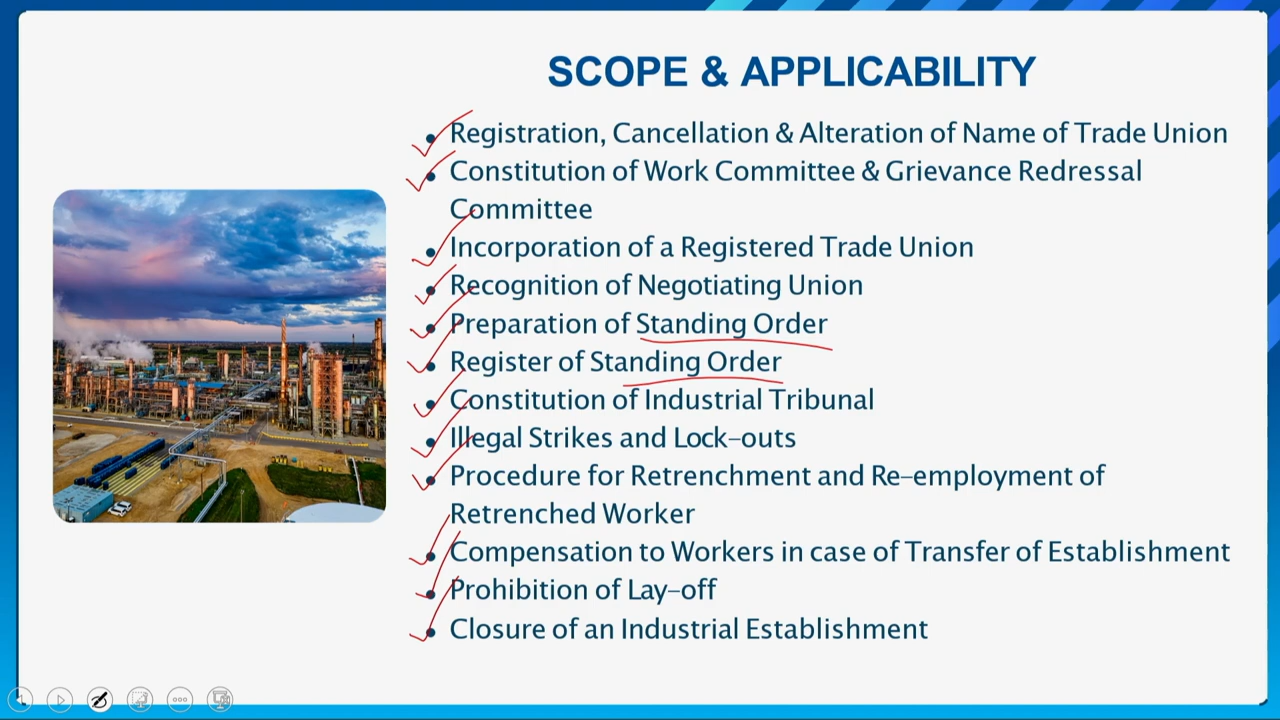 SCOPE & APPLICABILITY
• Registration, Cancellation & Alteration of Name of Trade Union
• Constitution of Work Committee & Grievance Redressal
Committee
• Incorporation of a Registered Trade Union
• Recognition of Negotiating Union
• Preparation of Standing Order
• Register of Standing Order
• Constitution of Industrial Tribunal
• Illegal Strikes and Lock-outs
• Procedure for Retrenchment and Re-employment of
Retrenched Worker
• Compensation to Workers in case of Transfer of Establishment
• Prohibition of Lay-off
• Closure of an Industrial Establishment